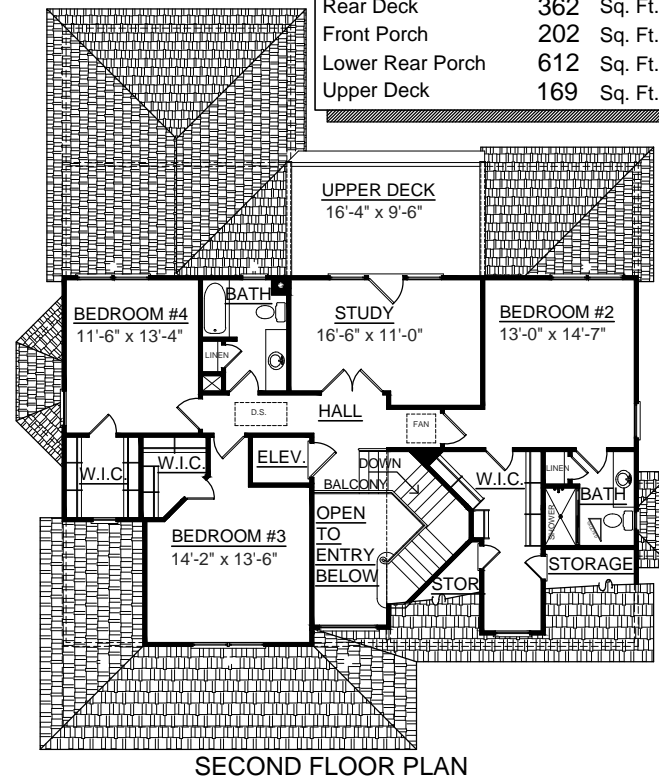 Rear Deck 362 Sq. Ft.
Front Porch 202 Sq. Ft.
Lower Rear Porch 612 Sq. Ft.
Upper Deck 169 Sq. Ft.
UPPER DECK
16'-4" x 9'-6"
BATH
BEDROOM #4
11'-6" x 13'-4"
STUDY
16'-6" x 11'-0"
BEDROOM #2
13'-0" x 14'-7"
LINEN
D.S.
HALL
FAN
W.I.C.
W.I.C.
ELEV.
DOWN
BALCONY
W.I.C.
LINEN
BATH
SHOWER
OPEN
TO
ENTRY
BELOW
BEDROOM #3
14'-2" x 13'-6"
STOR
STORAGE
SECOND FLOOR PLAN